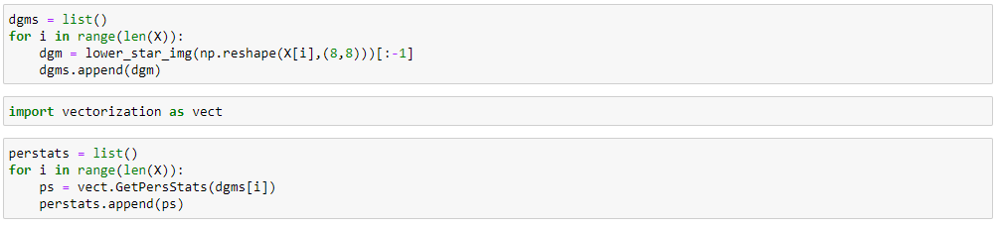 dgms = list()
for i in range(len(X)):
    dgm = lower_star_img(np.reshape(X[i],(8,8)))[:-1]
    dgms.append(dgm)
import vectorization as vect
perstats = list()
for i in range(len(X)):
    ps = vect.GetPersStats(dgms[i])
    perstats.append(ps)